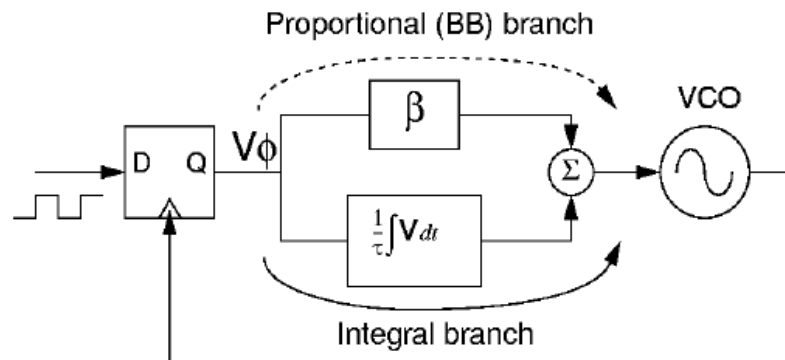 Proportional (BB) branch
β
VCO
D Q
Vϕ
Σ
1/τ ∫V dt
Integral branch